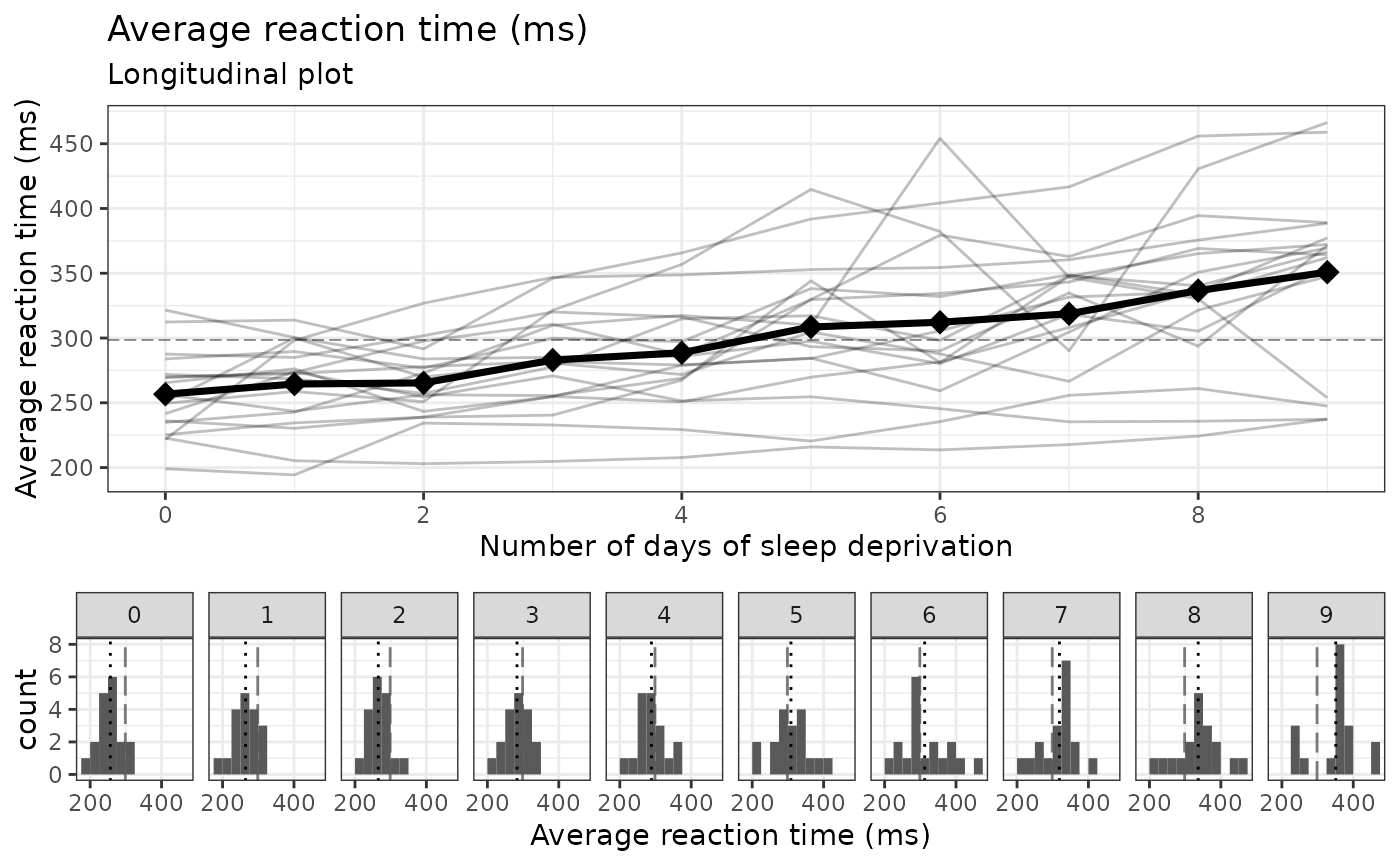 Average reaction time (ms)
Longitudinal plot
Average reaction time (ms)
450
400
350
300
250
200
0 2 4 6 8
Number of days of sleep deprivation
0 1 2 3 4 5 6 7 8 9
count
8
6
4
2
0
200 400 200 400 200 400 200 400 200 400 200 400 200 400 200 400 200 400 200 400
Average reaction time (ms)